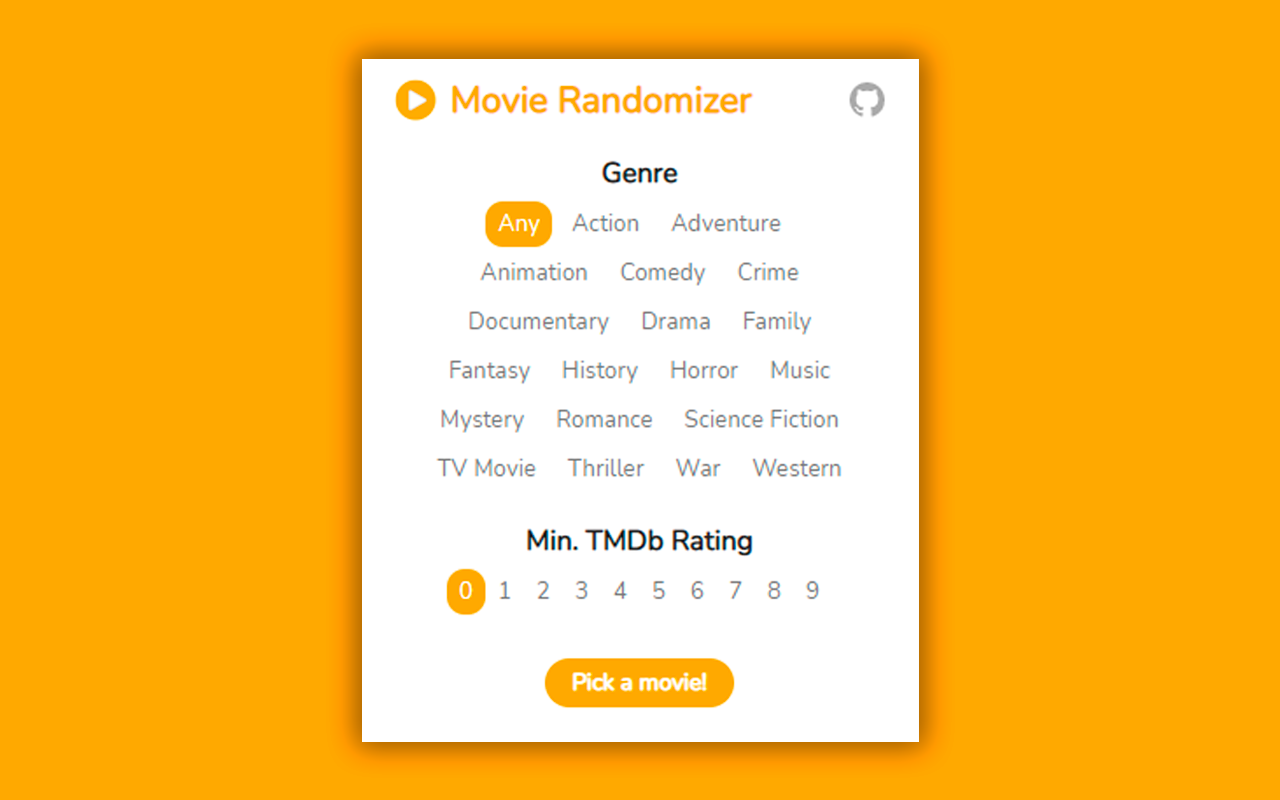 Movie Randomizer
Genre
Any Action Adventure
Animation Comedy Crime
Documentary Drama Family
Fantasy History Horror Music
Mystery Romance Science Fiction
TV Movie Thriller War Western
Min. TMDb Rating
0 1 2 3 4 5 6 7 8 9
Pick a movie!